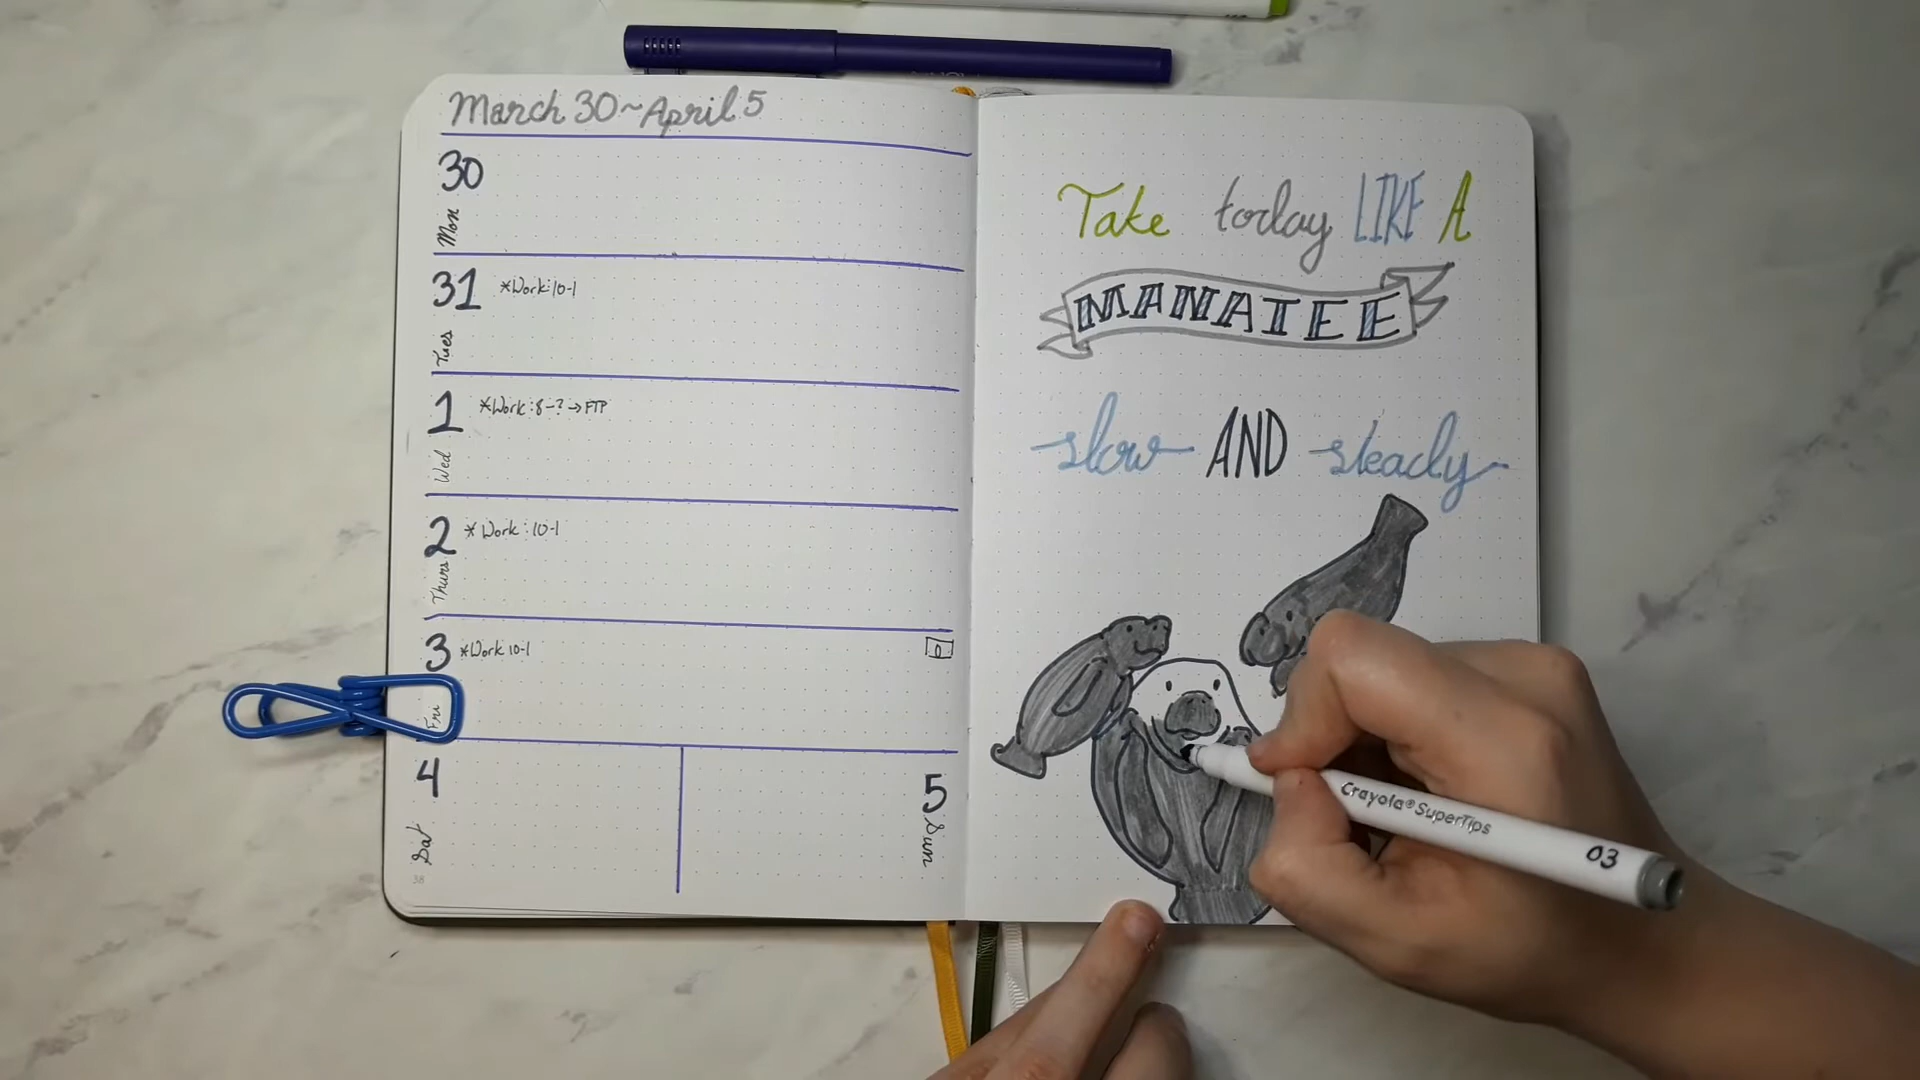 March 30~April 5
30
Mon
31 *Work:10-1
Tues
1 *Work:8-?→FTP
Wed
2 *Work:10-1
Thurs
3 *Work 10-1
Fri
4
Sat
5
Sun
38
Take today LIKE A
MANATEE
slow AND steady
Crayola® SuperTips
03